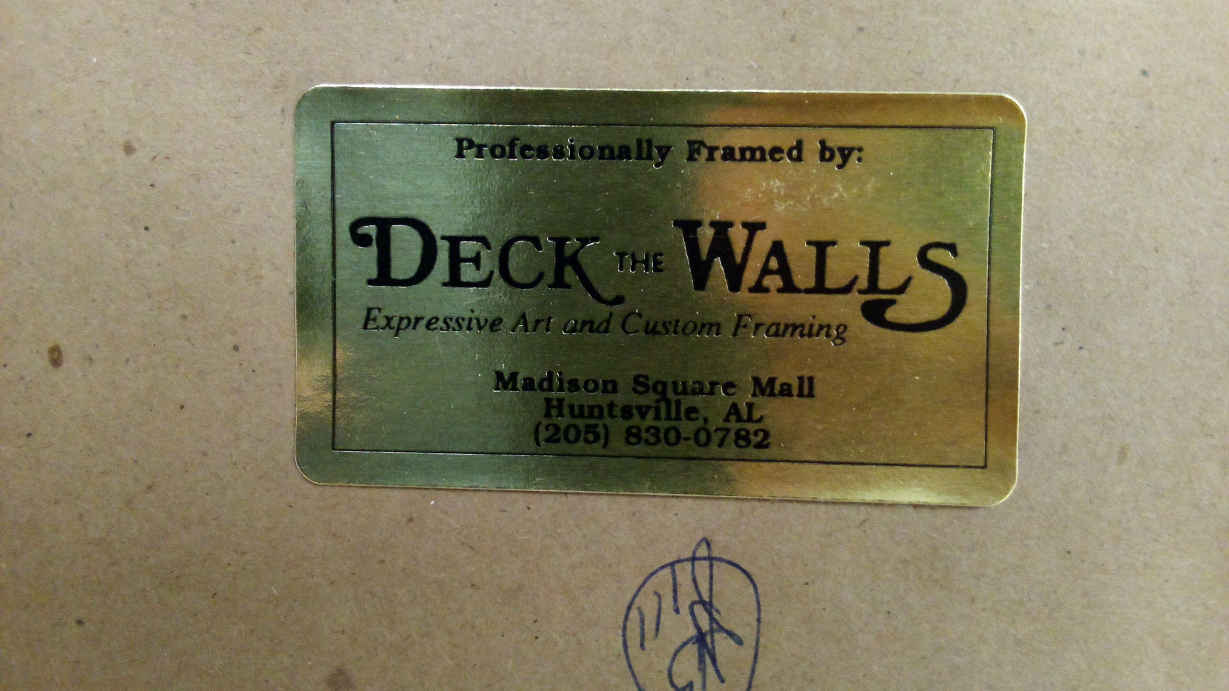 Professionally Framed by:
DECK THE WALLS
Expressive Art and Custom Framing
Madison Square Mall
Huntsville, AL
(205) 830-0782